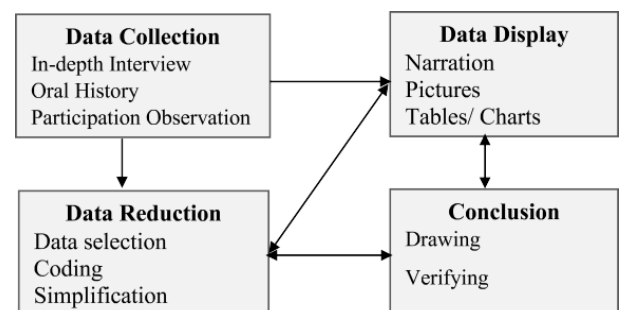 Data Collection
In-depth Interview
Oral History
Participation Observation
Data Display
Narration
Pictures
Tables/ Charts
Data Reduction
Data selection
Coding
Simplification
Conclusion
Drawing
Verifying